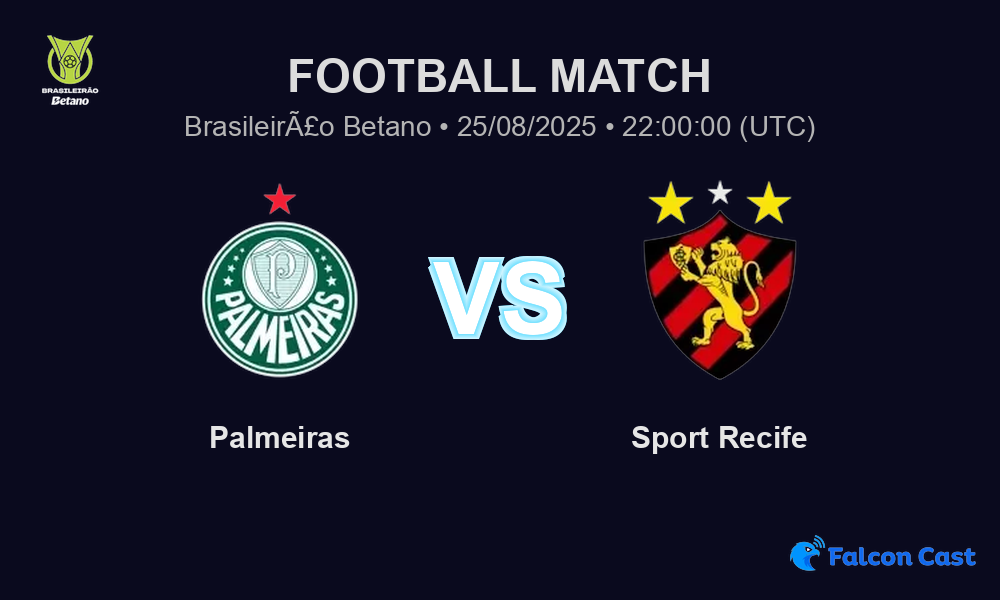 BRASILEIRÃO
Betano
FOOTBALL MATCH
BrasileirÃ£o Betano • 25/08/2025 • 22:00:00 (UTC)
P
PALMEIRAS
VS
Palmeiras
Sport Recife
Falcon Cast